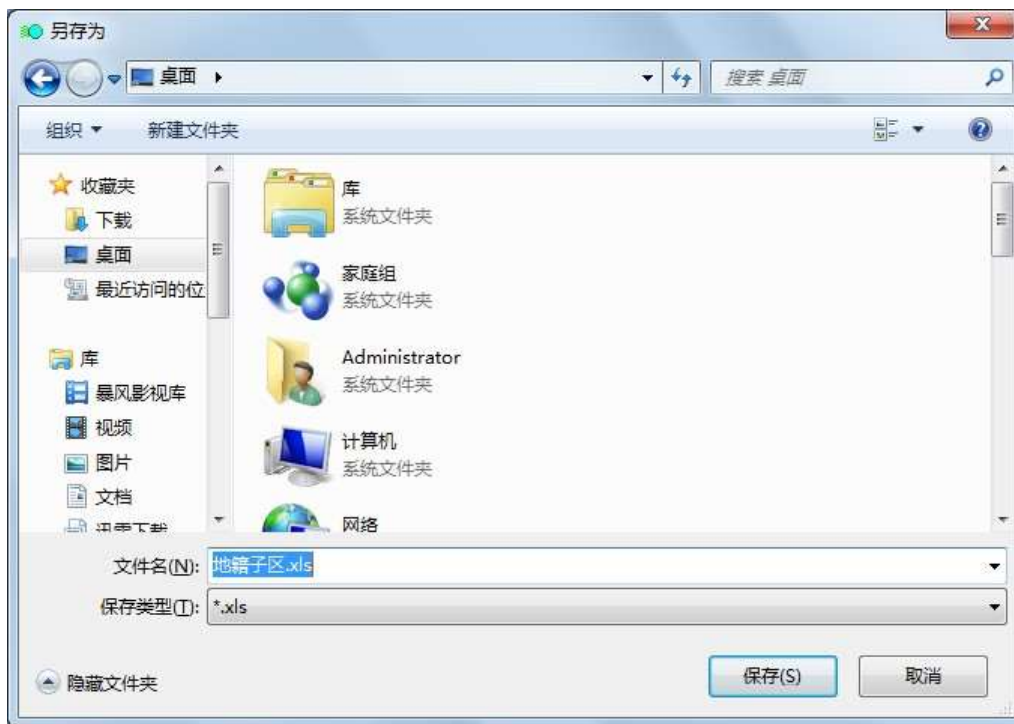 另存为
桌面
搜索 桌面
组织
新建文件夹
收藏夹
下载
桌面
最近访问的位
库
暴风影视库
视频
图片
文档
迅雷下载
库
系统文件夹
家庭组
系统文件夹
Administrator
系统文件夹
计算机
系统文件夹
网络
文件名(N): 地籍子区.xls
保存类型(T): *.xls
隐藏文件夹
保存(S)
取消